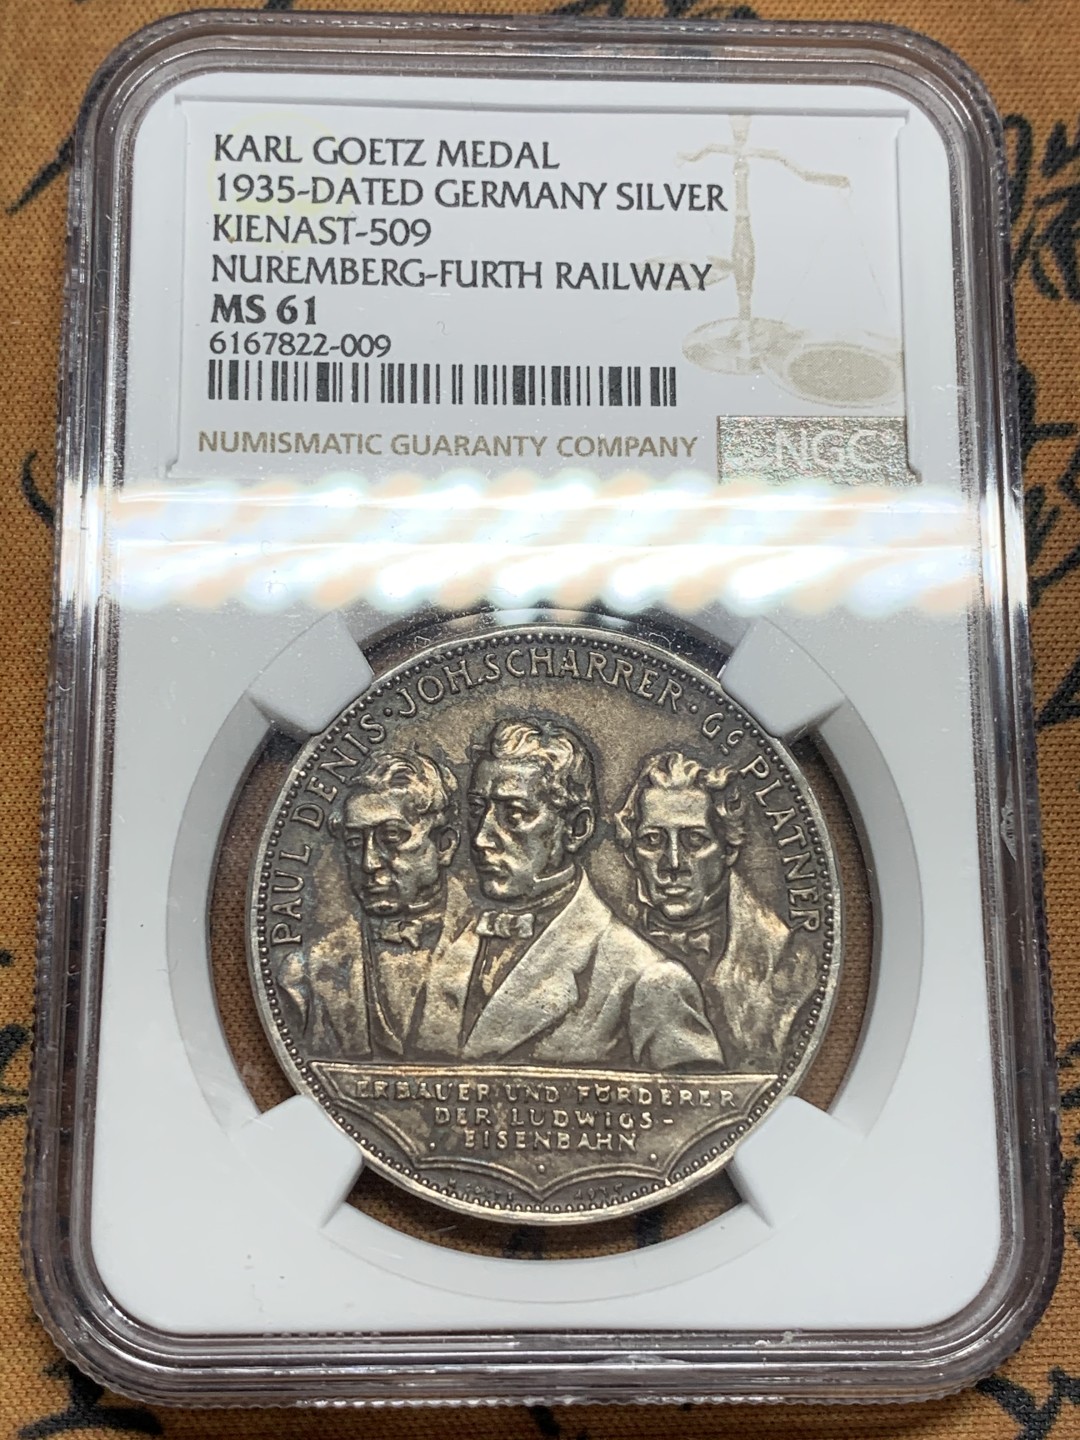 KARL GOETZ MEDAL
1935-DATED GERMANY SILVER
KIENAST-509
NUREMBERG-FURTH RAILWAY
MS 61
6167822-009
NUMISMATIC GUARANTY COMPANY
NGC
PAUL DENIS · JOH.SCHARRER · GG PLATNER
ERBAUER UND FÖRDERER
DER LUDWIGS-
EISENBAHN